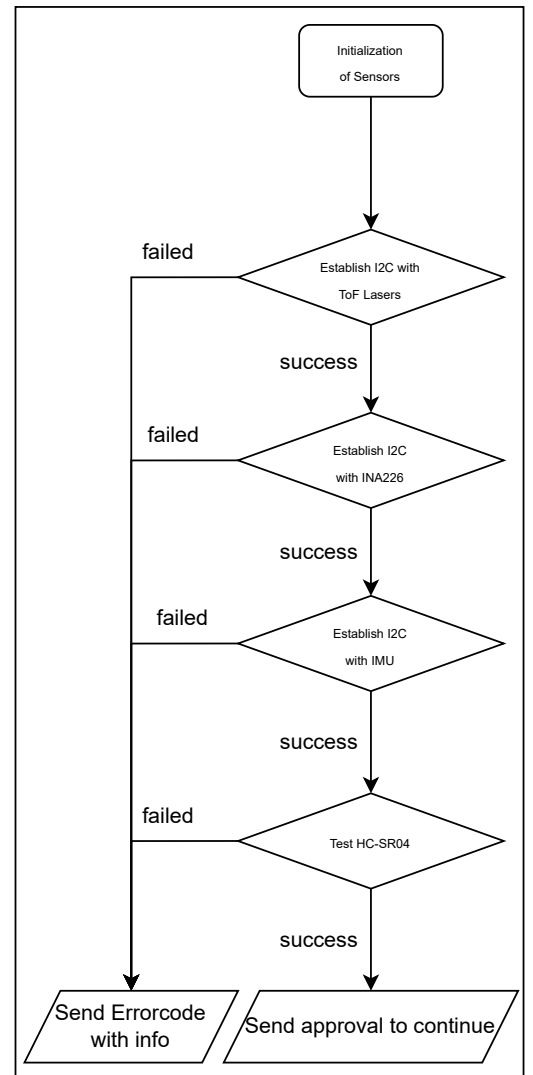 Initialization
of Sensors
failed
Establish I2C with
ToF Lasers
success
failed
Establish I2C
with INA226
success
failed
Establish I2C
with IMU
success
failed
Test HC-SR04
success
Send Errorcode
with info
Send approval to continue